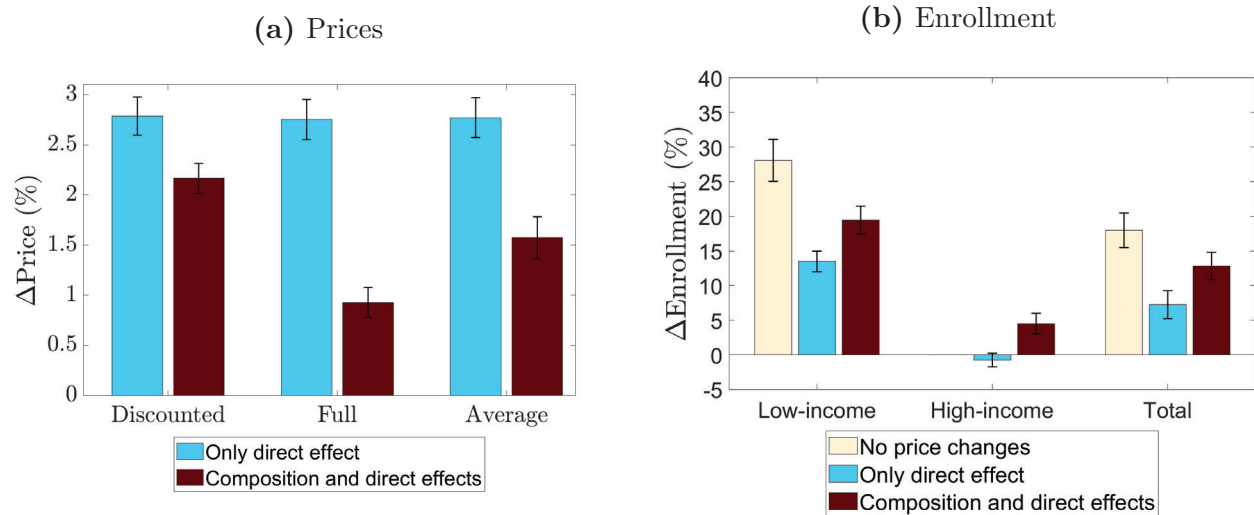 (a) Prices
ΔPrice (%)
3
2.5
2
1.5
1
0.5
0
Discounted Full Average
Only direct effect
Composition and direct effects
(b) Enrollment
ΔEnrollment (%)
40
35
30
25
20
15
10
5
0
-5
Low-income High-income Total
No price changes
Only direct effect
Composition and direct effects